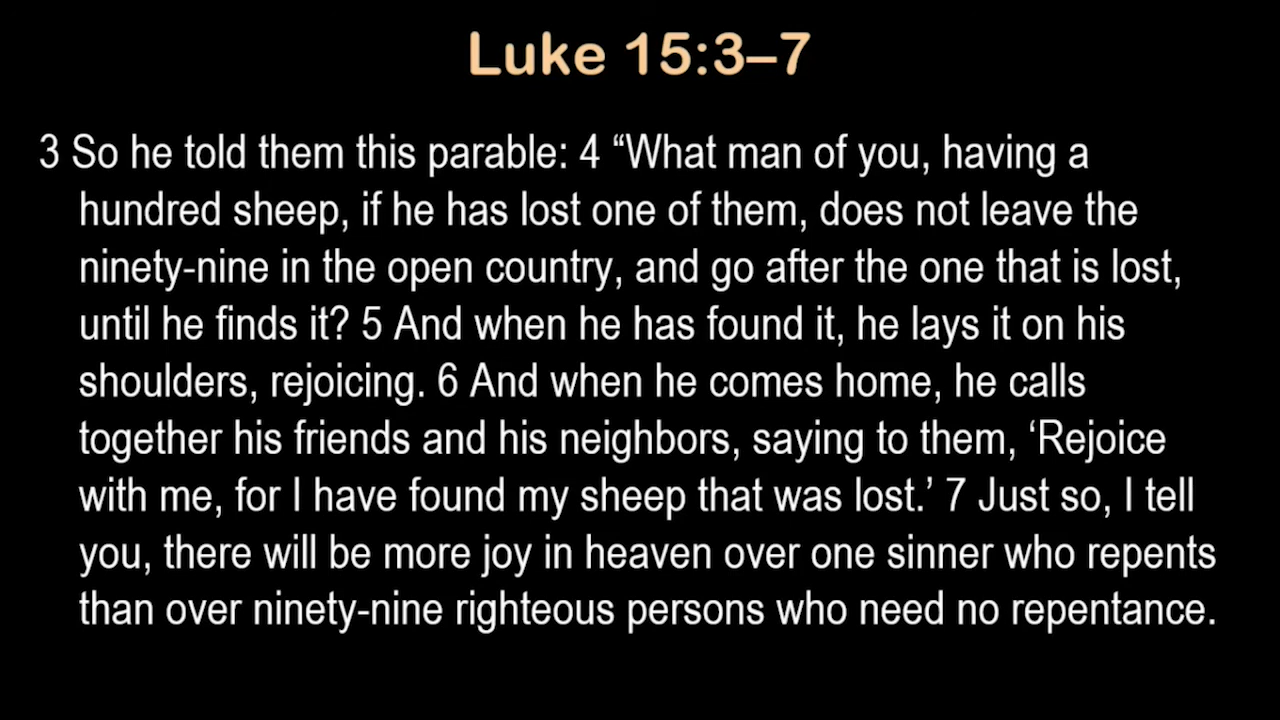 Luke 15:3–7
3 So he told them this parable: 4 “What man of you, having a
hundred sheep, if he has lost one of them, does not leave the
ninety-nine in the open country, and go after the one that is lost,
until he finds it? 5 And when he has found it, he lays it on his
shoulders, rejoicing. 6 And when he comes home, he calls
together his friends and his neighbors, saying to them, ‘Rejoice
with me, for I have found my sheep that was lost.’ 7 Just so, I tell
you, there will be more joy in heaven over one sinner who repents
than over ninety-nine righteous persons who need no repentance.